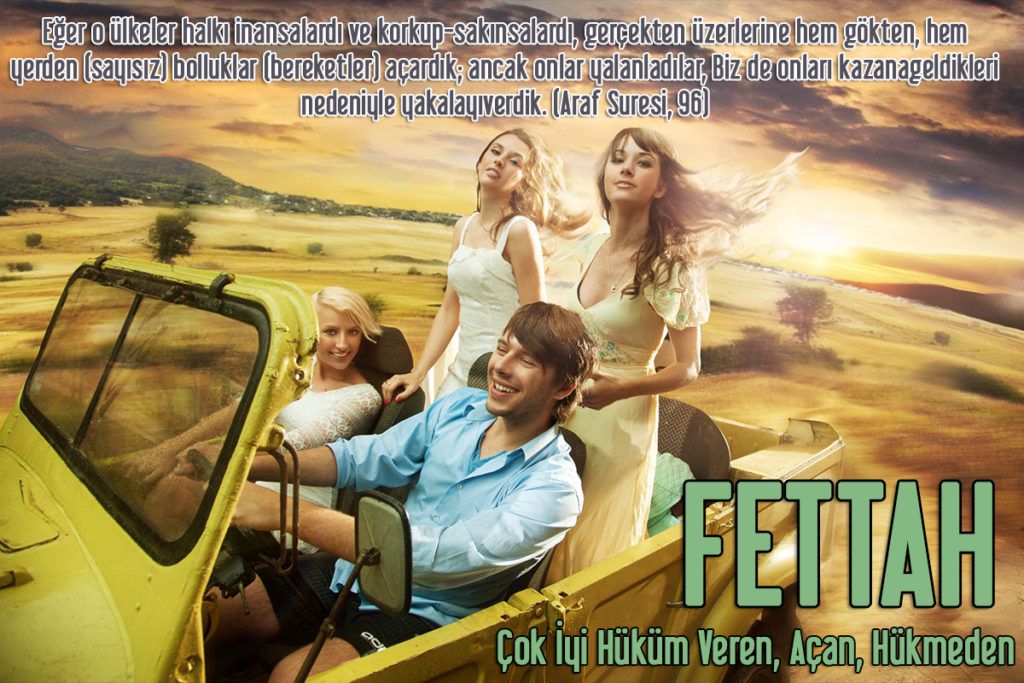 Eğer o ülkeler halkı inansalardı ve korkup-sakınsalardı, gerçekten üzerlerine hem gökten, hem
yerden (sayısız) bolluklar (bereketler) açardık; ancak onlar yalanladılar, Biz de onları kazanageldikleri
nedeniyle yakalayıverdik. (Araf Suresi, 96)
FETTAH
Çok İyi Hüküm Veren, Açan, Hükmeden